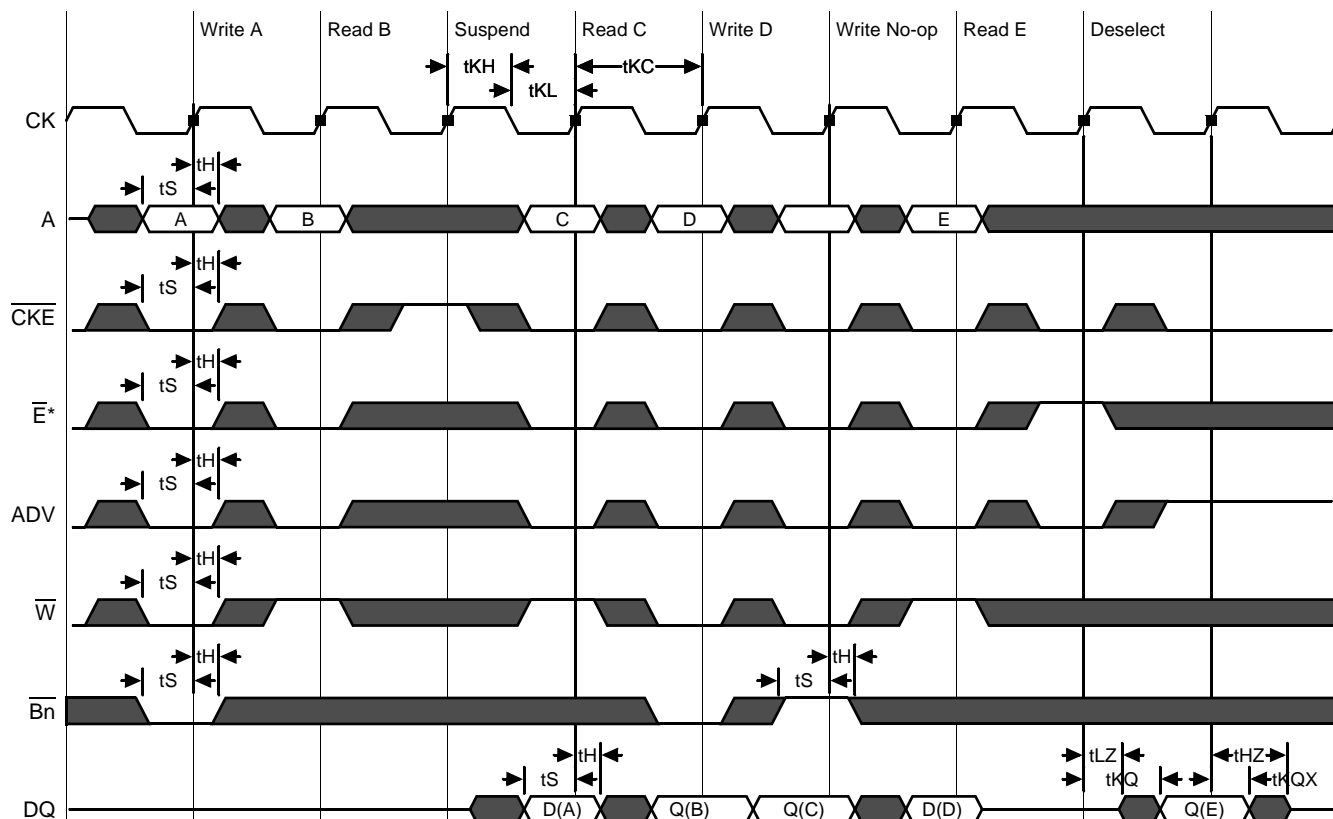 Write A Read B Suspend Read C Write D Write No-op Read E Deselect
tKH tKC
tKL
CK
tH
tS
A A B C D E
tH
tS
CKE
tH
tS
E*
tH
tS
ADV
tH
tS
W
tH tH
tS tS
Bn
tH tLZ tHZ
tS tKQ tKQX
DQ D(A) Q(B) Q(C) D(D) Q(E)